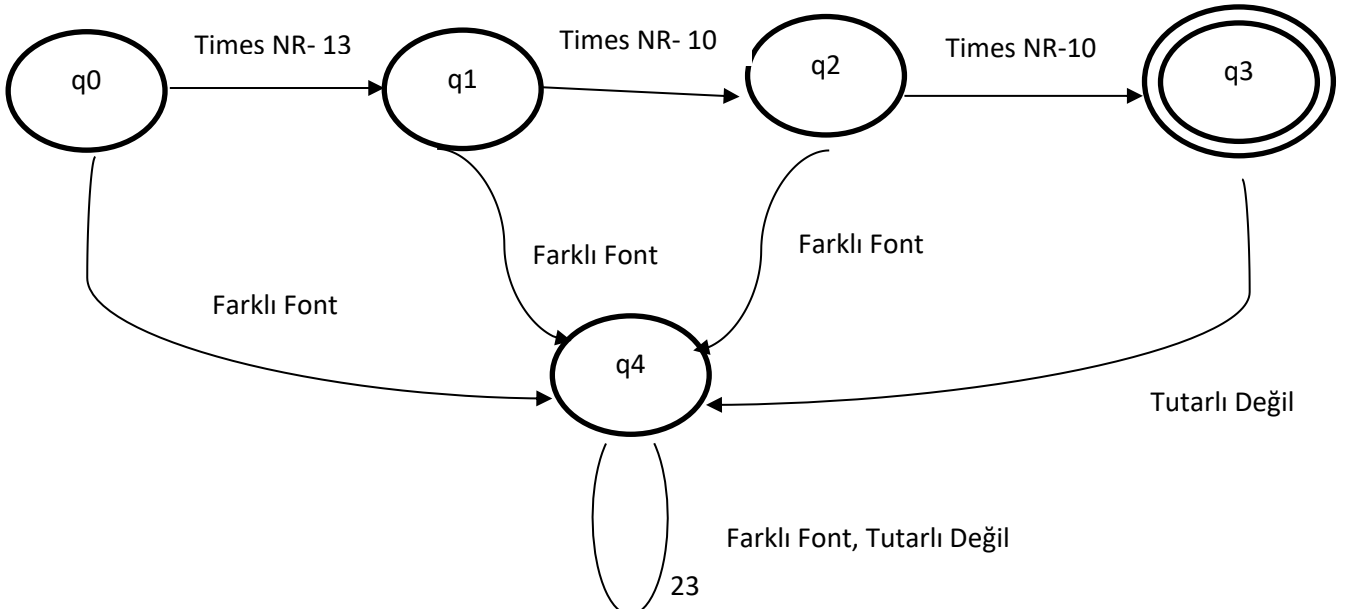 Times NR- 13
Times NR- 10
Times NR-10
q0
q1
q2
q3
Farklı Font
Farklı Font
Farklı Font
q4
Tutarlı Değil
Farklı Font, Tutarlı Değil
23